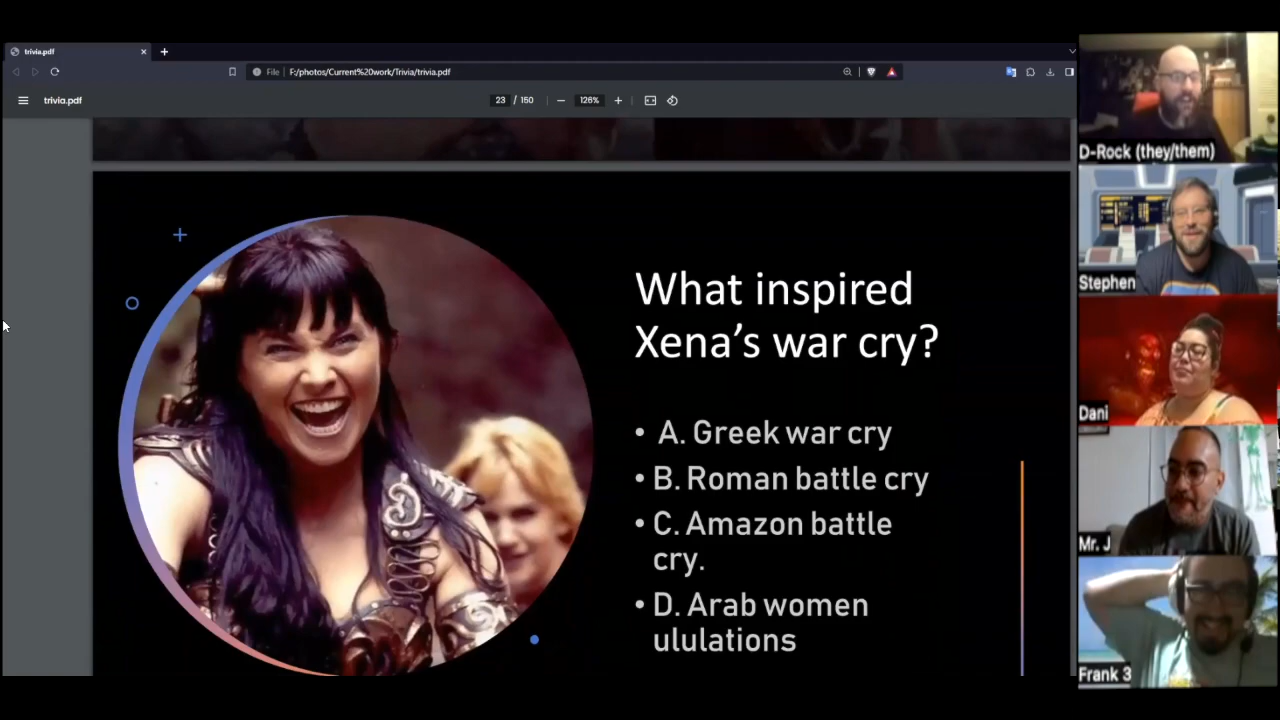 trivia.pdf
File F:/photos/Current%20work/Trivia/trivia.pdf
trivia.pdf
23 / 150
126%
What inspired
Xena’s war cry?
• A. Greek war cry
• B. Roman battle cry
• C. Amazon battle
cry.
• D. Arab women
ululations
D-Rock (they/them)
Stephen
Dani
Mr. J
Frank 3